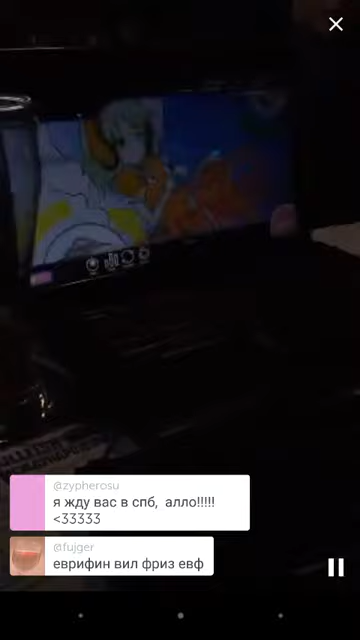 @zypherosu
я жду вас в спб, алло!!!!!
<33333
@fujger
еврифин вил фриз евф